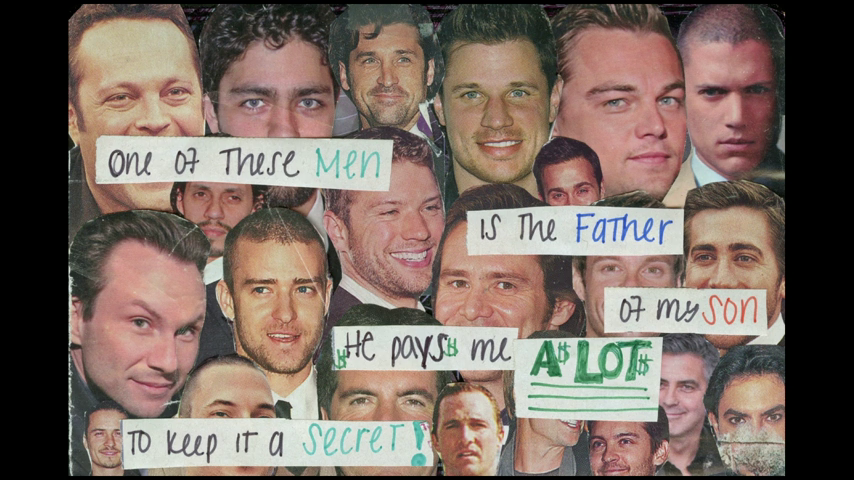 One of These Men
is The Father
of my son
$He pays$ me
A$ LOT$
To Keep it a Secret!